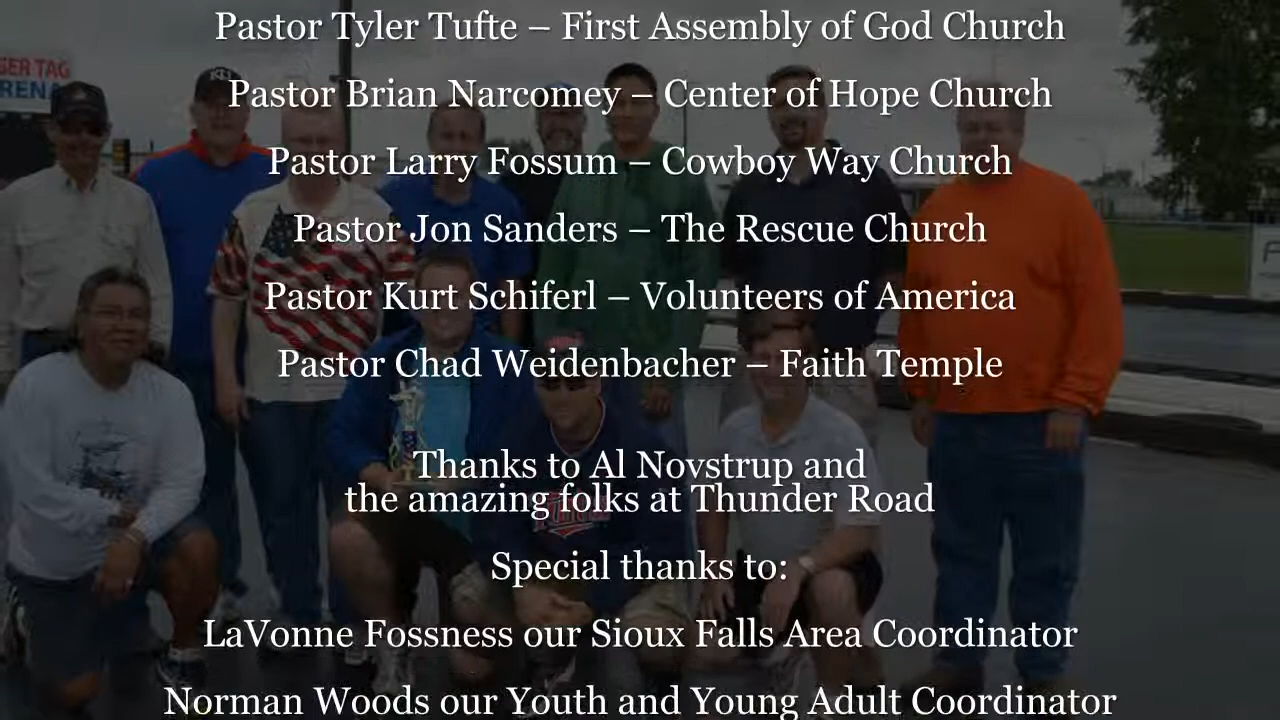 Pastor Tyler Tufte – First Assembly of God Church
Pastor Brian Narcomey – Center of Hope Church
Pastor Larry Fossum – Cowboy Way Church
Pastor Jon Sanders – The Rescue Church
Pastor Kurt Schiferl – Volunteers of America
Pastor Chad Weidenbacher – Faith Temple
Thanks to Al Novstrup and
the amazing folks at Thunder Road
Special thanks to:
LaVonne Fossness our Sioux Falls Area Coordinator
Norman Woods our Youth and Young Adult Coordinator
SER TAG
RENA